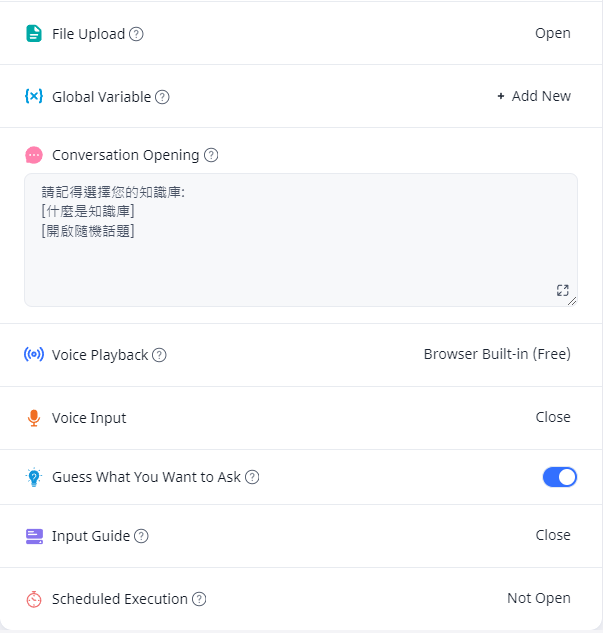 File Upload
Open
Global Variable
+ Add New
Conversation Opening
請記得選擇您的知識庫:
[什麼是知識庫]
[開啟隨機話題]
Voice Playback
Browser Built-in (Free)
Voice Input
Close
Guess What You Want to Ask
Input Guide
Close
Scheduled Execution
Not Open